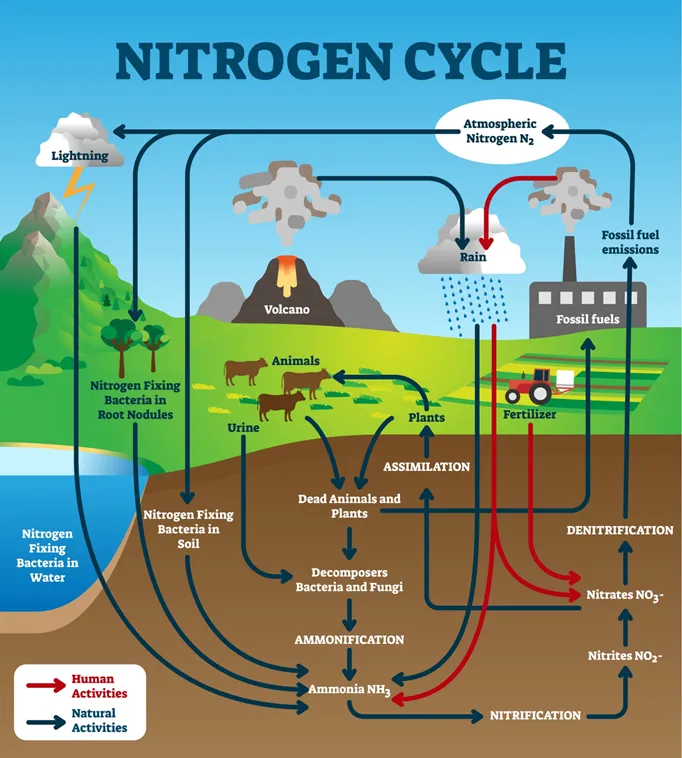 NITROGEN CYCLE
Atmospheric
Nitrogen N2
Lightning
Fossil fuel
emissions
Rain
Volcano
Fossil fuels
Animals
Nitrogen Fixing
Bacteria in
Root Nodules
Urine
Plants
Fertilizer
ASSIMILATION
Dead Animals and
Plants
Nitrogen Fixing
Bacteria in
Soil
Nitrogen
Fixing
Bacteria in
Water
DENITRIFICATION
Decomposers
Bacteria and Fungi
Nitrates NO3-
AMMONIFICATION
Nitrites NO2-
Ammonia NH3
NITRIFICATION
Human
Activities
Natural
Activities